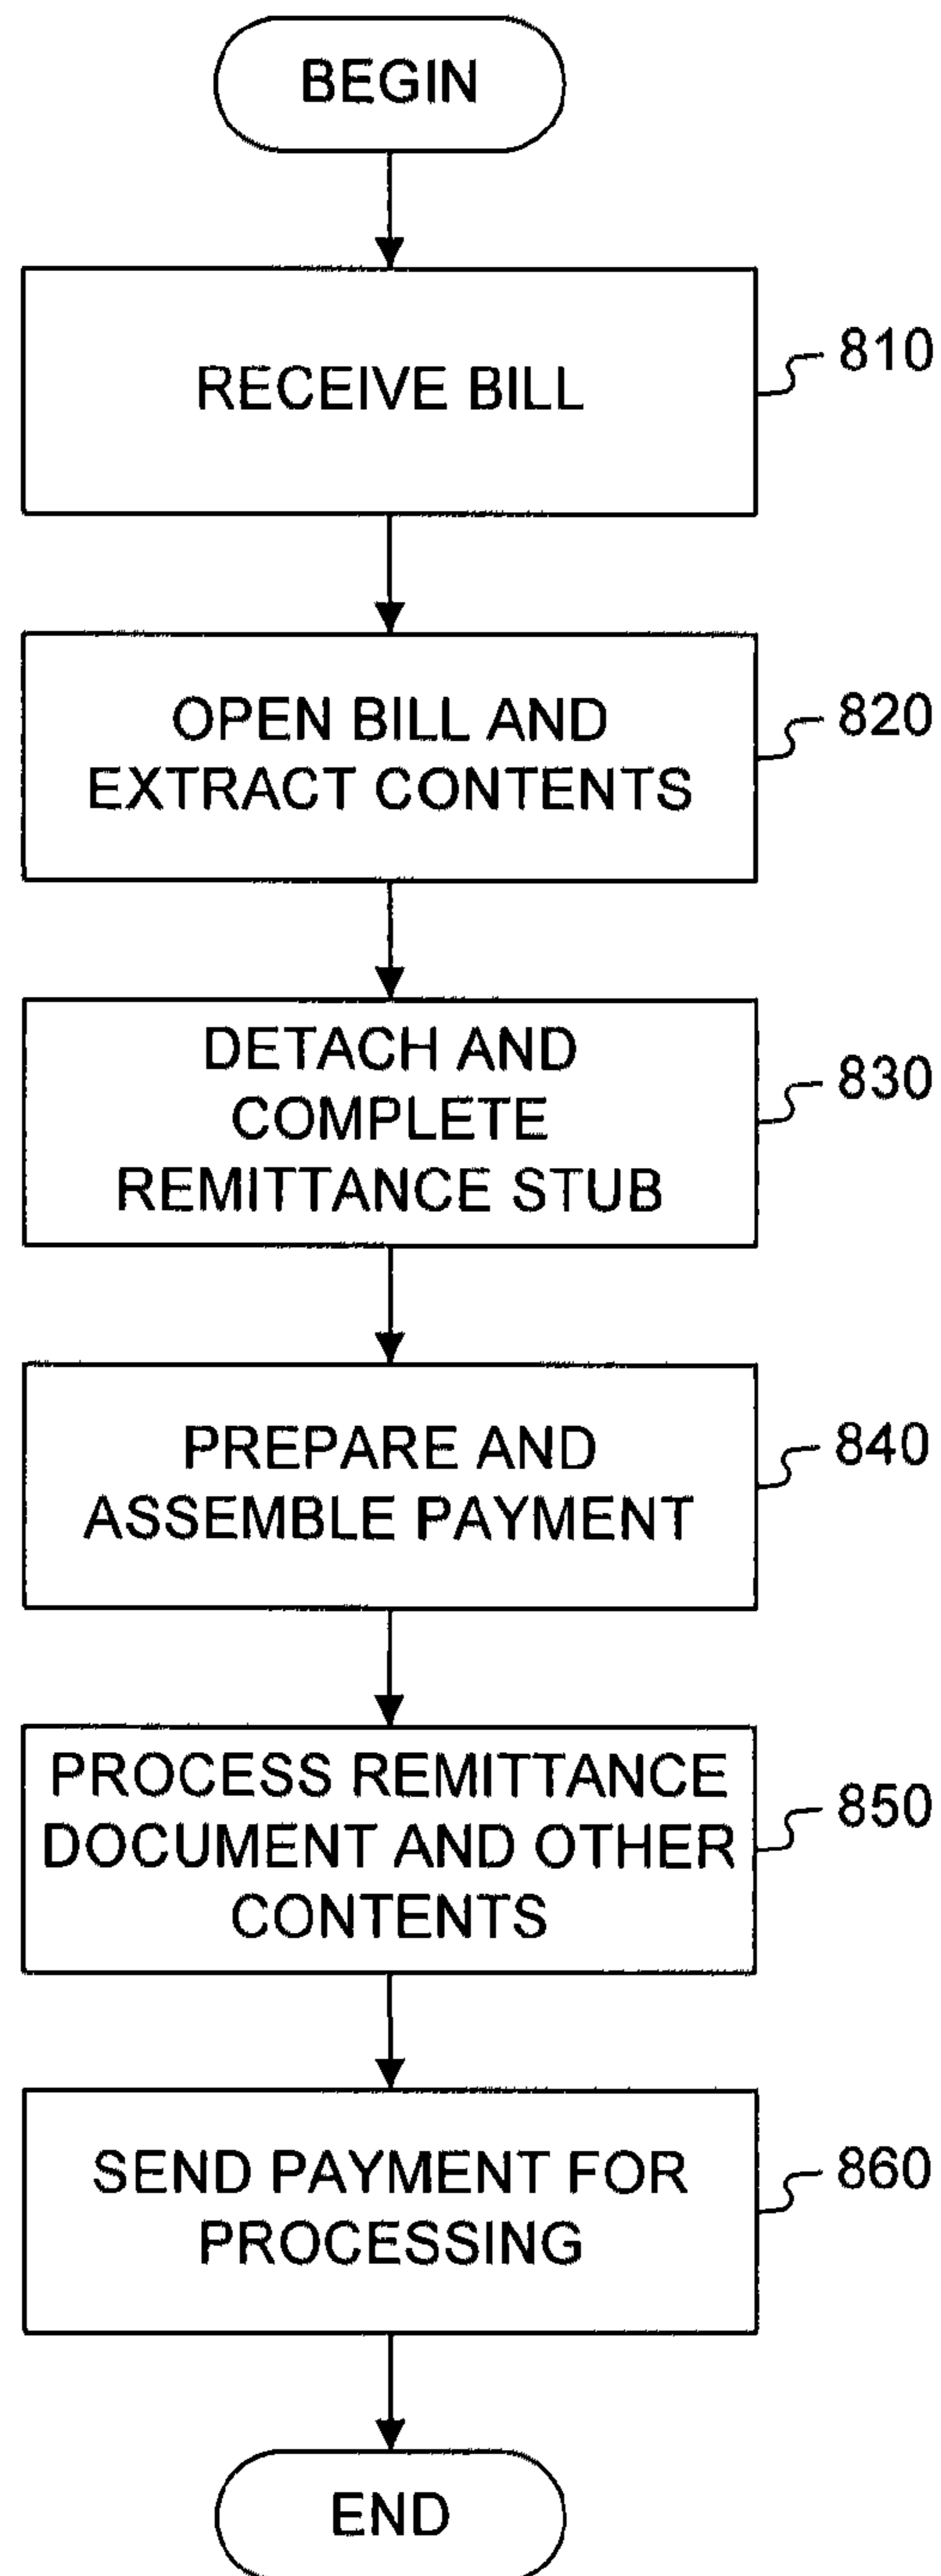 BEGIN
RECEIVE BILL
810
OPEN BILL AND
EXTRACT CONTENTS
820
DETACH AND
COMPLETE
REMITTANCE STUB
830
PREPARE AND
ASSEMBLE PAYMENT
840
PROCESS REMITTANCE
DOCUMENT AND OTHER
CONTENTS
850
SEND PAYMENT FOR
PROCESSING
860
END